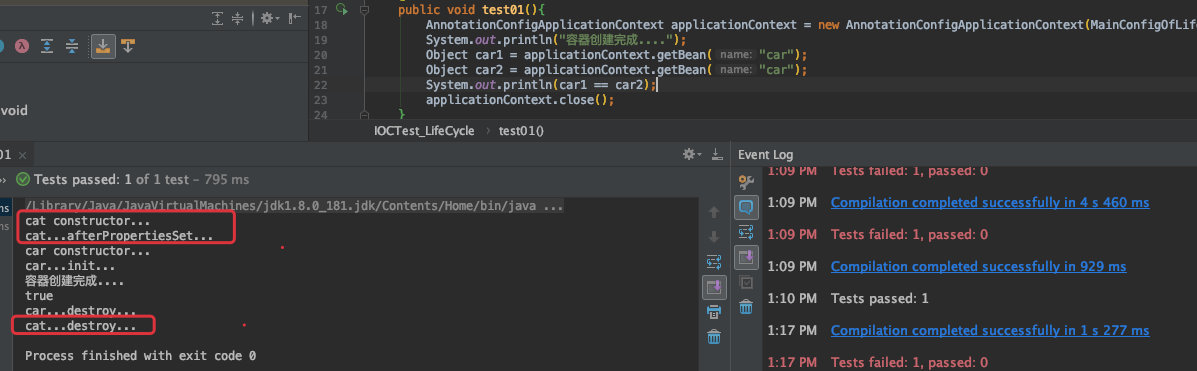 17 public void test01(){
18 AnnotationConfigApplicationContext applicationContext = new AnnotationConfigApplicationContext(MainConfigOfLife
19 System.out.println("容器创建完成....");
20 Object car1 = applicationContext.getBean( name: "car");
21 Object car2 = applicationContext.getBean( name: "car");
22 System.out.println(car1 == car2);
23 applicationContext.close();
24 }
void
IOCTest_LifeCycle > test01()
01 ×
Event Log
Tests passed: 1 of 1 test – 795 ms
ms
ms
/Library/Java/JavaVirtualMachines/jdk1.8.0_181.jdk/Contents/Home/bin/java ...
cat constructor...
cat...afterPropertiesSet...
car constructor...
car...init...
容器创建完成....
true
car...destroy...
cat...destroy...
Process finished with exit code 0
1:09 PM Tests failed: 1, passed: 0
1:09 PM Compilation completed successfully in 4 s 460 ms
1:09 PM Tests failed: 1, passed: 0
1:09 PM Compilation completed successfully in 929 ms
1:10 PM Tests passed: 1
1:17 PM Compilation completed successfully in 1 s 277 ms
1:17 PM Tests failed: 1, passed: 0